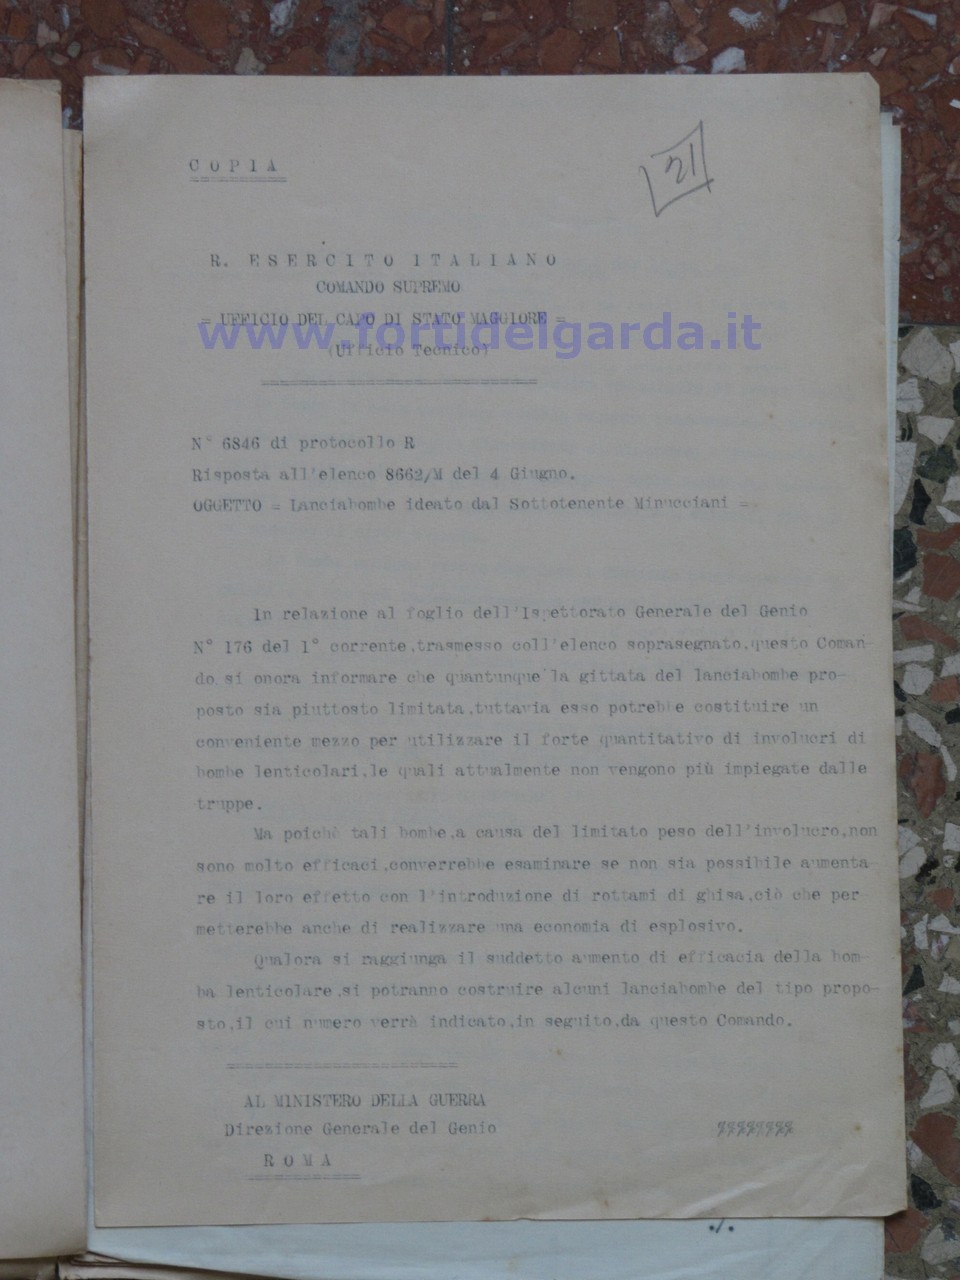 C O P I A
21
R. E S E R C I T O I T A L I A N O
COMANDO SUPREMO
= UFFICIO DEL CAPO DI STATO MAGGIORE =
www.fortidelgarda.it
(Ufficio Tecnico)
N° 6846 di protocollo R
Risposta all'elenco 8662/M del 4 Giugno.
OGGETTO = Lanciabombe ideato dal Sottotenente Minucciani =
In relazione al foglio dell'Ispettorato Generale del Genio
N° 176 del 1° corrente,trasmesso coll'elenco soprasegnato,questo Coman-
do si onora informare che quantunque la gittata del lanciabombe pro-
posto sia piuttosto limitata,tuttavia esso potrebbe costituire un
conveniente mezzo per utilizzare il forte quantitativo di involucri di
bombe lenticolari,le quali attualmente non vengono più impiegate dalle
truppe.
Ma poichè tali bombe,a causa del limitato peso dell'involucro,non
sono molto efficaci,converrebbe esaminare se non sia possibile aumenta-
re il loro effetto con l'introduzione di rottami di ghisa,ciò che per-
metterebbe anche di realizzare una economia di esplosivo.
Qualora si raggiunga il suddetto aumento di efficacia della bom-
ba lenticolare,si potranno costruire alcuni lanciabombe del tipo propo-
sto,il cui numero verrà indicato,in seguito,da questo Comando.
AL MINISTERO DELLA GUERRA
Direzione Generale del Genio
R O M A
./.